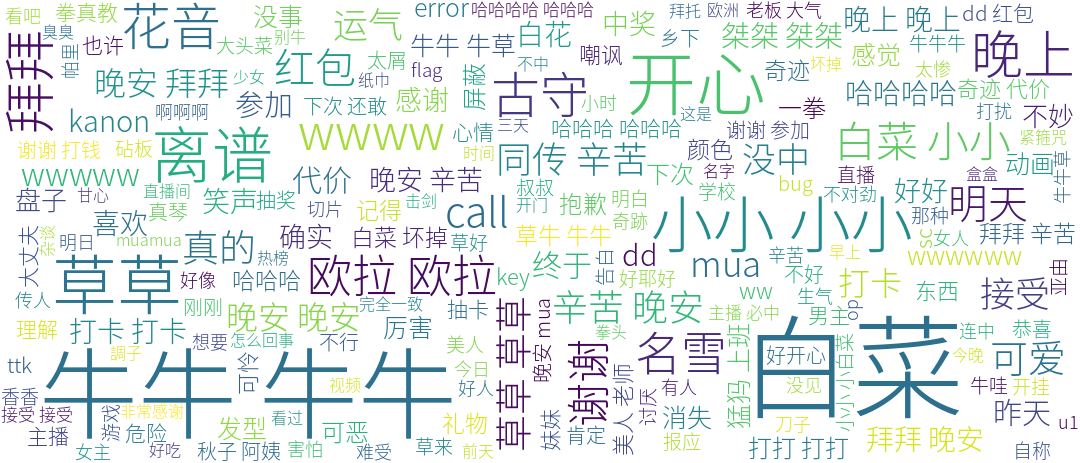 看吧
拳真教
臭臭
帕里
也许
拜拜
花音
大头菜
没事
别牛
运气
太屑
红包
error
flag
哈哈哈哈 哈哈哈
牛牛 牛草
拜托
欧洲
老板 大气
白花
中奖
乡下
嘲讽
桀桀 桀桀
晚上 晚上
dd 红包
感觉
牛牛牛
太惨
坏掉
晚上
晚安 拜拜
少女
纸巾
参加
下次 还敢
感谢
屏蔽
古守
不中
小时
开心
奇迹
一拳
哈哈哈哈
奇迹 代价
打扰
不妙
紧箍咒
kanon
啊啊啊
谢谢 打钱
砧板
离谱
wwww
三天
心情
哈哈哈 哈哈哈
这是
谢谢 参加
颜色
白菜 小小
动画
wwwww
代价
晚安 辛苦
同传 辛苦
下次
没中
名字
直播
bug
学校
不对劲
好好
盒盒
那种
牛牛草
盘子
甘心
直播间
笑声
抽奖
切片
击剑
记得
叔叔
开门
抱歉
明白
奇跡
小小 小小
明天
喜欢
真琴
真的
确实
白菜 坏掉
草好
call
草牛 牛牛
告白
sc
女人
拜拜 辛苦
大丈夫
杂谈
明日
muamua
热榜
好像
哈哈哈
欧拉 欧拉
key
终于
好耶好
dd
mua
辛苦
早上
不好
打卡
wwwwww
东西
接受
亚由
传人
草草
刚刚
完全一致
抽卡
ww
生气
op
理解
打卡 打卡
晚安 晚安
厉害
草草 草草
辛苦 晚安
拳头
主播 必中
男主
连中
恭喜
想要
怎么回事
不行
美人
晚安 mua
谢谢
名雪
猛犸 上班
好开心
小小 小白菜
今晚
可爱
ttk
調子
可怜
今日
香香
牛牛 牛牛
视频
好人
有人
没见
白菜
牛哇
开挂
接受 接受
非常感谢
游戏
发型
看过
礼物
妹妹
美人 老师
讨厌
消失
刀子
昨天
u1
主播
危险
可恶
草来
肯定
报应
打打 打打
拜拜 晚安
女主
好吃
秋子 阿姨
害怕
难受
前天
自称